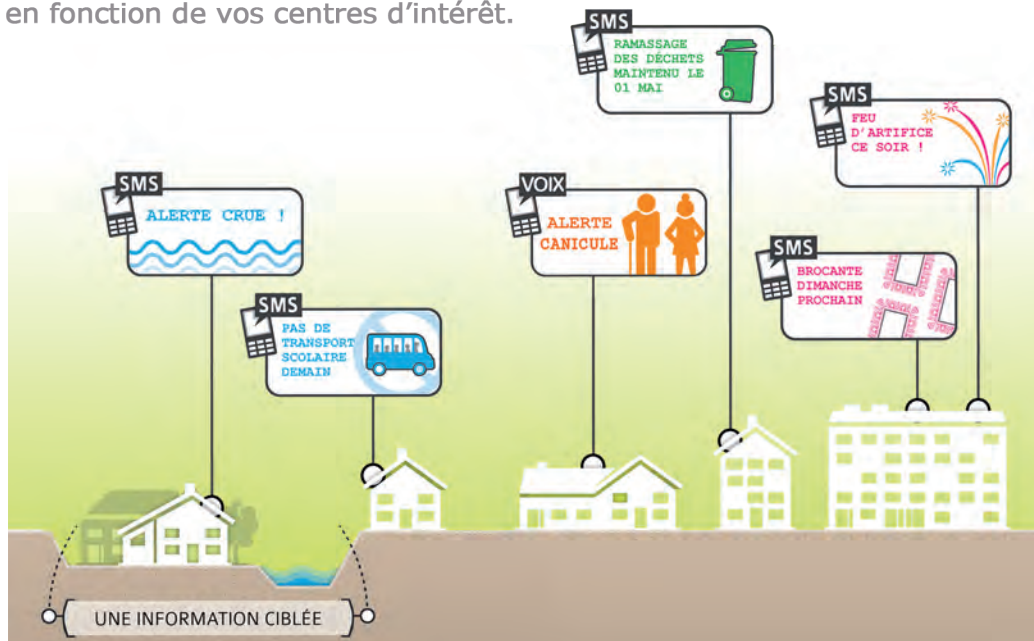 en fonction de vos centres d'intérêt.
SMS
RAMASSAGE
DES DÉCHETS
MAINTENU LE
01 MAI
SMS
FEU
D'ARTIFICE
CE SOIR !
SMS
ALERTE CRUE !
VOIX
ALERTE
CANICULE
SMS
BROCANTE
DIMANCHE
PROCHAIN
SMS
PAS DE
TRANSPORT
SCOLAIRE
DEMAIN
UNE INFORMATION CIBLÉE